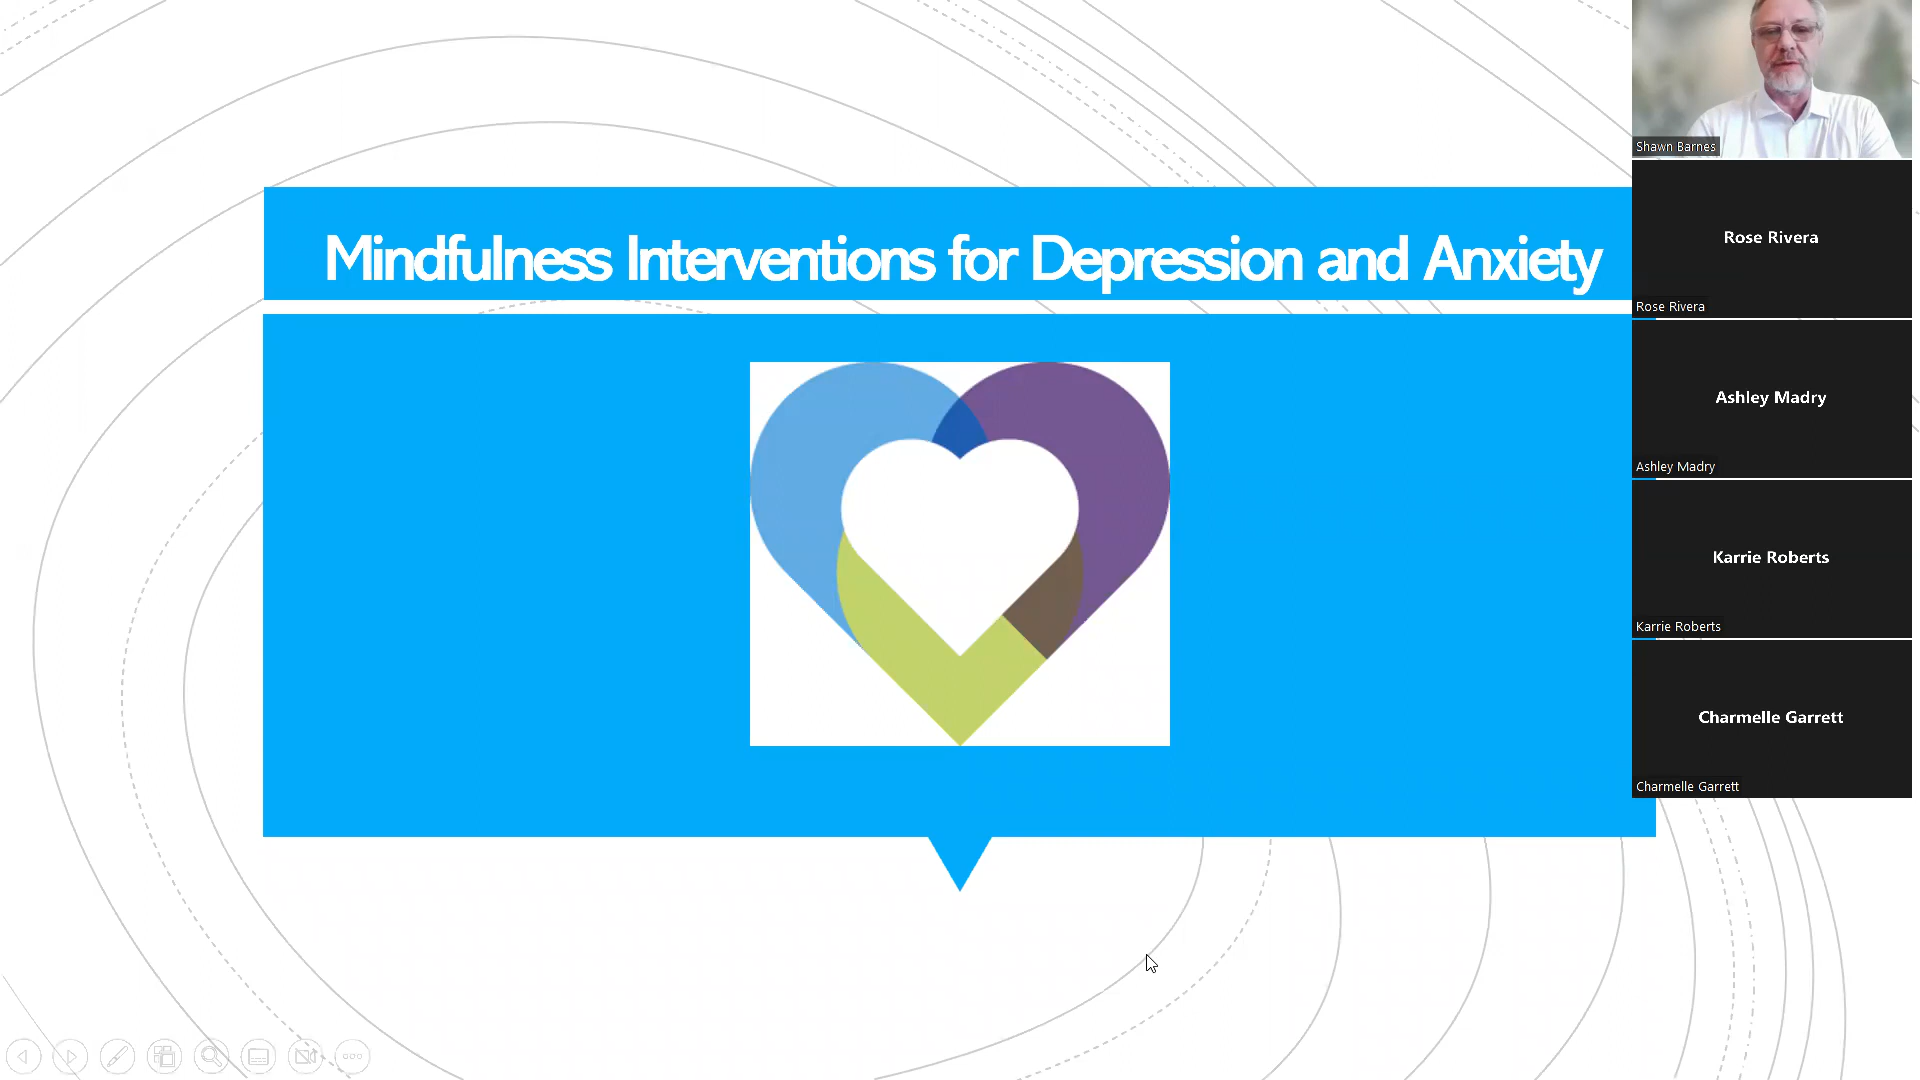 Mindfulness Interventions for Depression and Anxiety
Shawn Barnes
Rose Rivera
Rose Rivera
Ashley Madry
Ashley Madry
Karrie Roberts
Karrie Roberts
Charmelle Garrett
Charmelle Garrett